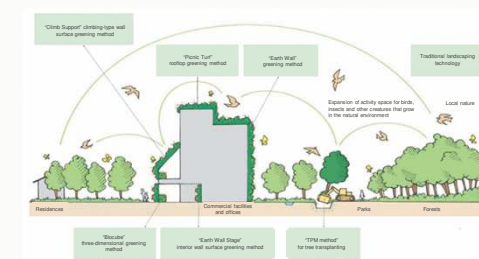 "Climb Support" climbing-type wall
surface greening method
"Picnic Turf"
rooftop greening method
"Earth Wall"
greening method
Traditional landscaping
technology
Expansion of activity space for birds,
insects and other creatures that grow
in the natural environment
Local nature
Residences
Commercial facilities
and offices
Parks
Forests
"Biocube"
three-dimensional greening
method
"Earth Wall Stage"
interior wall surface greening method
"TPM method"
for tree transplanting